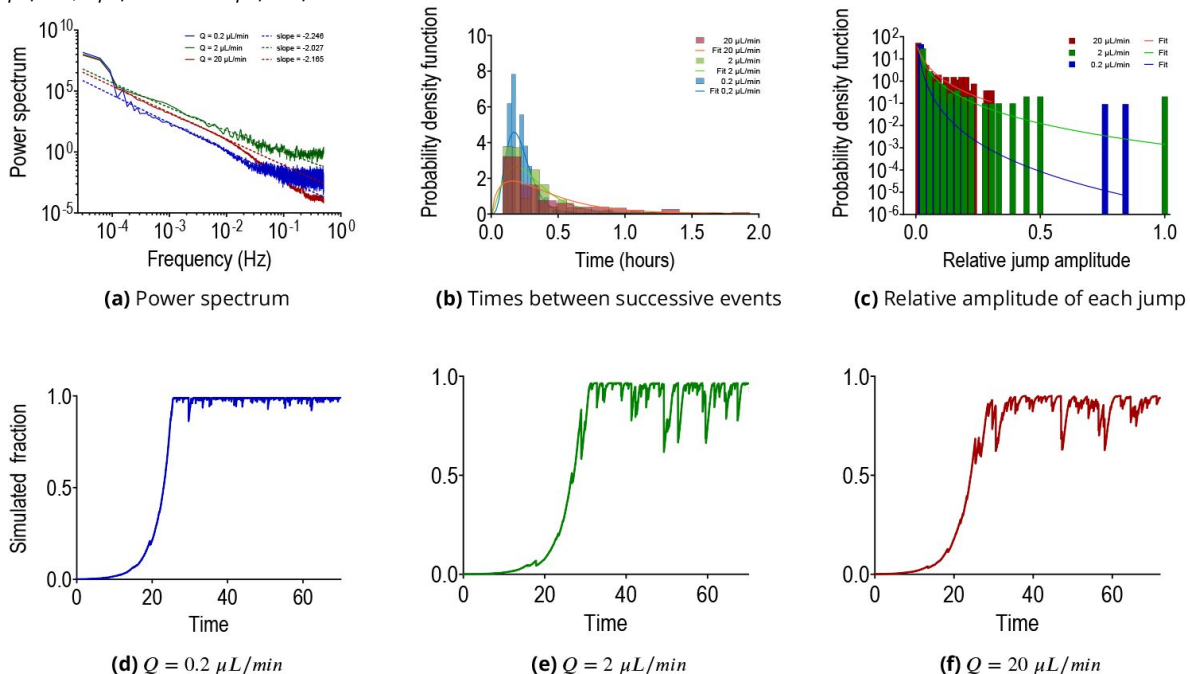 10^10
10^5
10^0
10^-5
Power spectrum
Q = 0.2 µL/min
Q = 2 µL/min
Q = 20 µL/min
slope = -2.246
slope = -2.027
slope = -2.165
10^-4 10^-3 10^-2 10^-1 10^0
Frequency (Hz)
(a) Power spectrum
Probability density function
10
8
6
4
2
0
20 µL/min
Fit 20 µL/min
2 µL/min
Fit 2 µL/min
0.2 µL/min
Fit 0,2 µL/min
0.0 0.5 1.0 1.5 2.0
Time (hours)
(b) Times between successive events
Probability density function
10^2
10^1
10^0
10^-1
10^-2
10^-3
10^-4
10^-5
10^-6
20 µL/min Fit
2 µL/min Fit
0.2 µL/min Fit
0.0 0.5 1.0
Relative jump amplitude
(c) Relative amplitude of each jump
Simulated fraction
1.0
0.5
0.0
0 20 40 60
Time
(d) Q = 0.2 µL/min
1.0
0.5
0.0
0 20 40 60
Time
(e) Q = 2 µL/min
1.0
0.5
0.0
0 20 40 60
Time
(f) Q = 20 µL/min